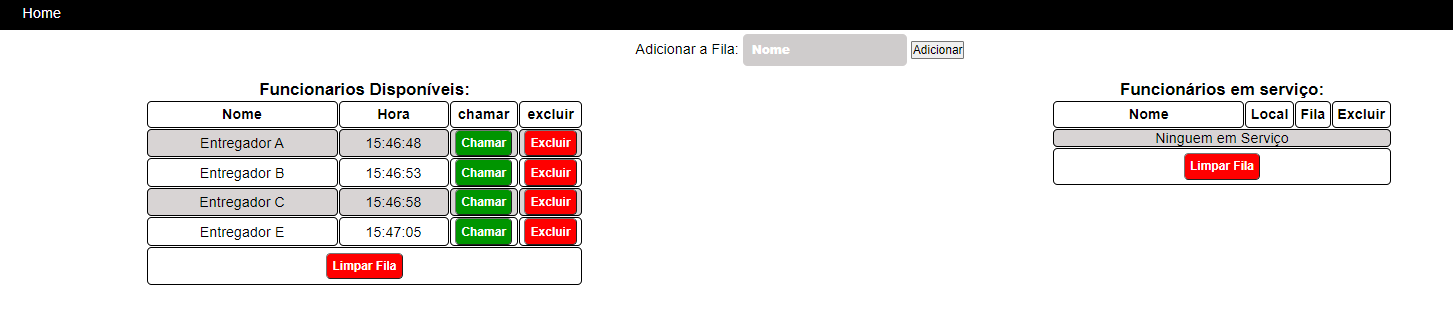 Home
Adicionar a Fila: Nome Adicionar
Funcionarios Disponíveis:
Nome Hora chamar excluir
Entregador A 15:46:48 Chamar Excluir
Entregador B 15:46:53 Chamar Excluir
Entregador C 15:46:58 Chamar Excluir
Entregador E 15:47:05 Chamar Excluir
Limpar Fila
Funcionários em serviço:
Nome Local Fila Excluir
Ninguem em Serviço
Limpar Fila